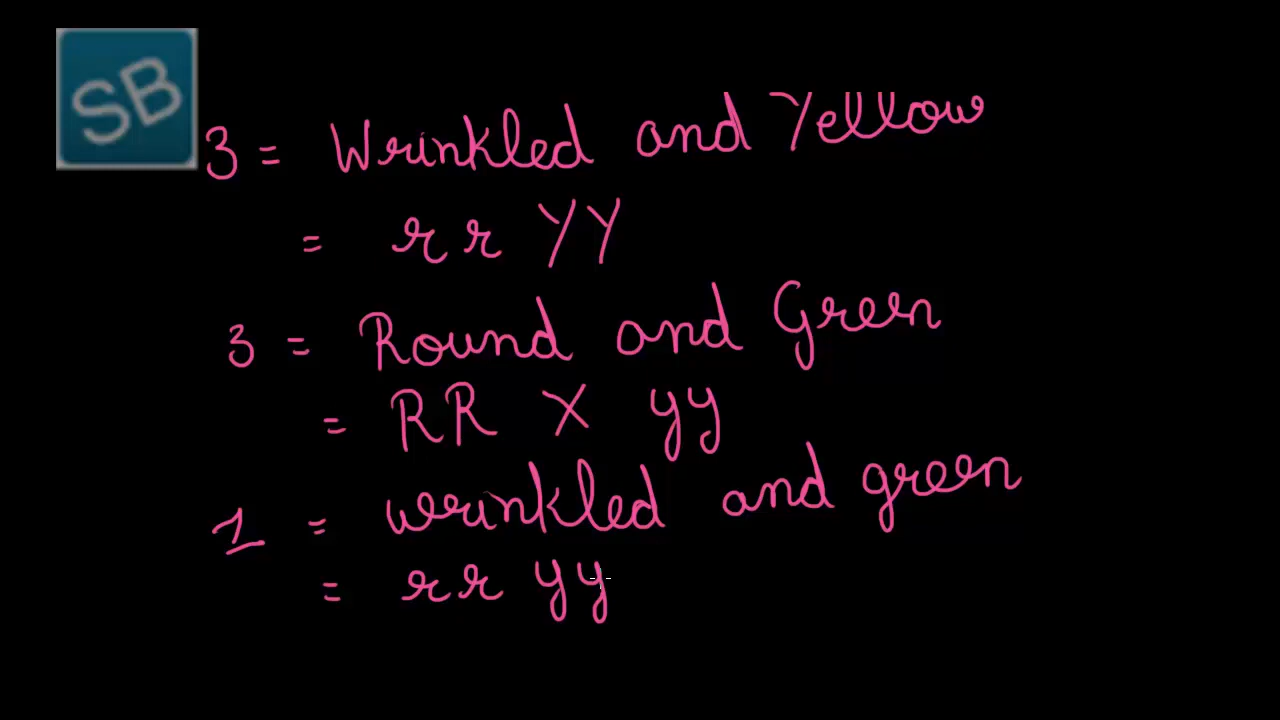 SB
3 = Wrinkled and Yellow
= rr YY
3 = Round and Green
= RR X yy
1 = wrinkled and green
= rr yy